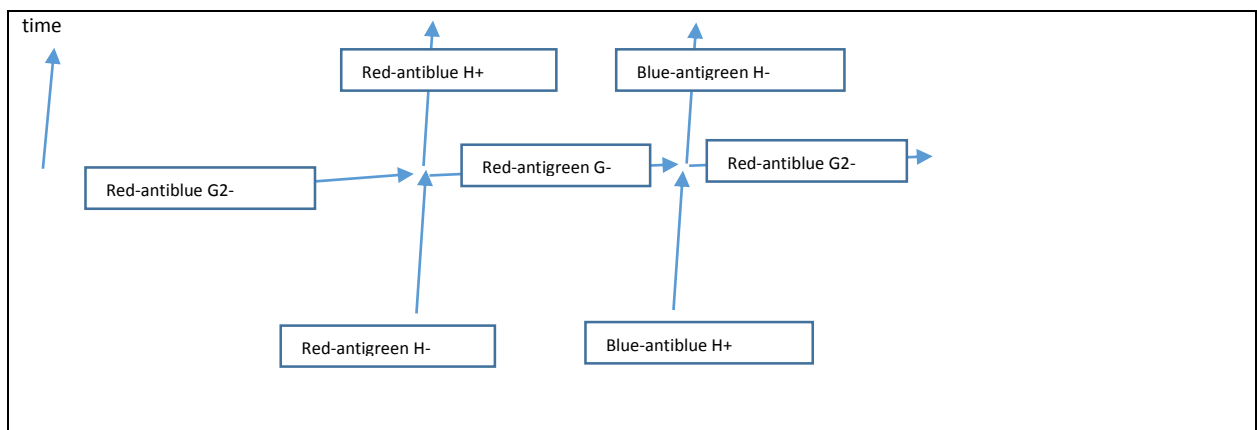 time
Red-antiblue H+
Blue-antigreen H-
Red-antiblue G2-
Red-antigreen G-
Red-antiblue G2-
Red-antigreen H-
Blue-antiblue H+